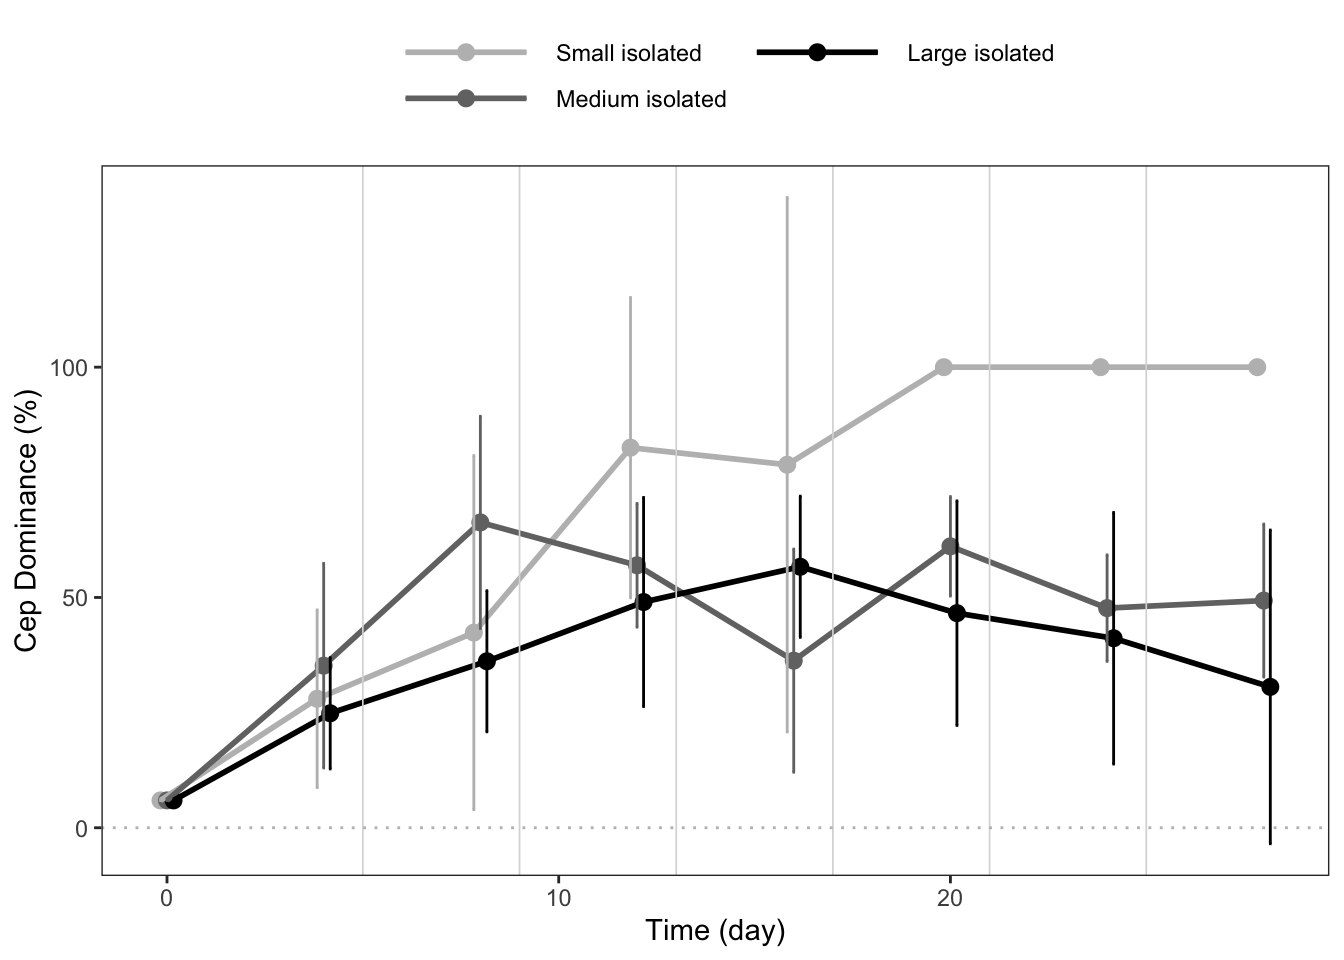 Small isolated
Large isolated
Medium isolated
Cep Dominance (%)
100
50
0
0
10
20
Time (day)